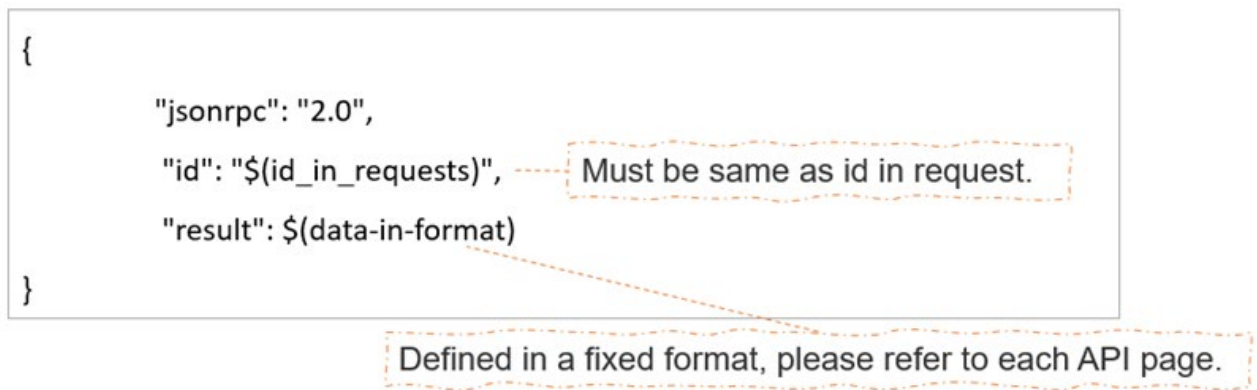 {
"jsonrpc": "2.0",
"id": "$(id_in_requests)",
Must be same as id in request.
"result": $(data-in-format)
}
Defined in a fixed format, please refer to each API page.